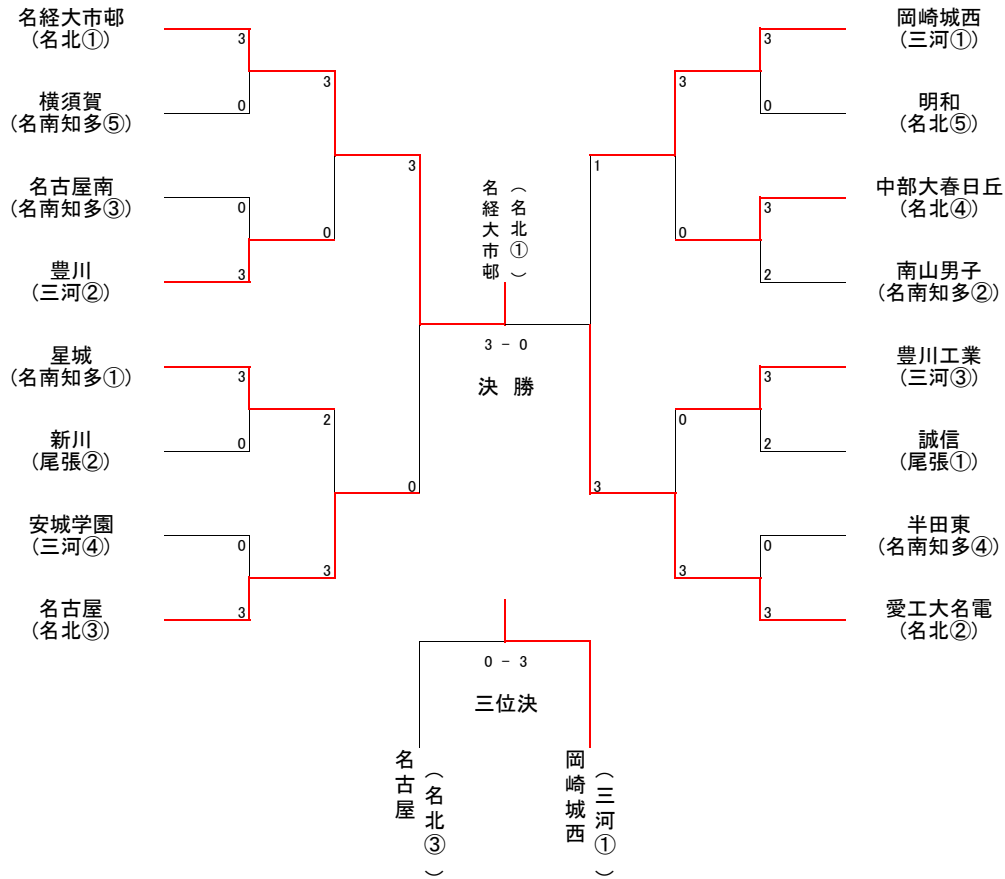 名経大市邨
(名北①)
3
3
0
横須賀
(名南知多⑤)
3
名古屋南
(名南知多③)
0
0
豊川
(三河②)
3
星城
(名南知多①)
3
2
新川
(尾張②)
0
0
安城学園
(三河④)
0
3
名古屋
(名北③)
3
名経大市邨
(名北①)
3 - 0
決 勝
岡崎城西
(三河①)
3
3
明和
(名北⑤)
0
1
中部大春日丘
(名北④)
3
0
南山男子
(名南知多②)
2
豊川工業
(三河③)
3
0
誠信
(尾張①)
2
3
半田東
(名南知多④)
0
3
愛工大名電
(名北②)
3
0 - 3
三位決
名古屋
(名北③)
岡崎城西
(三河①)